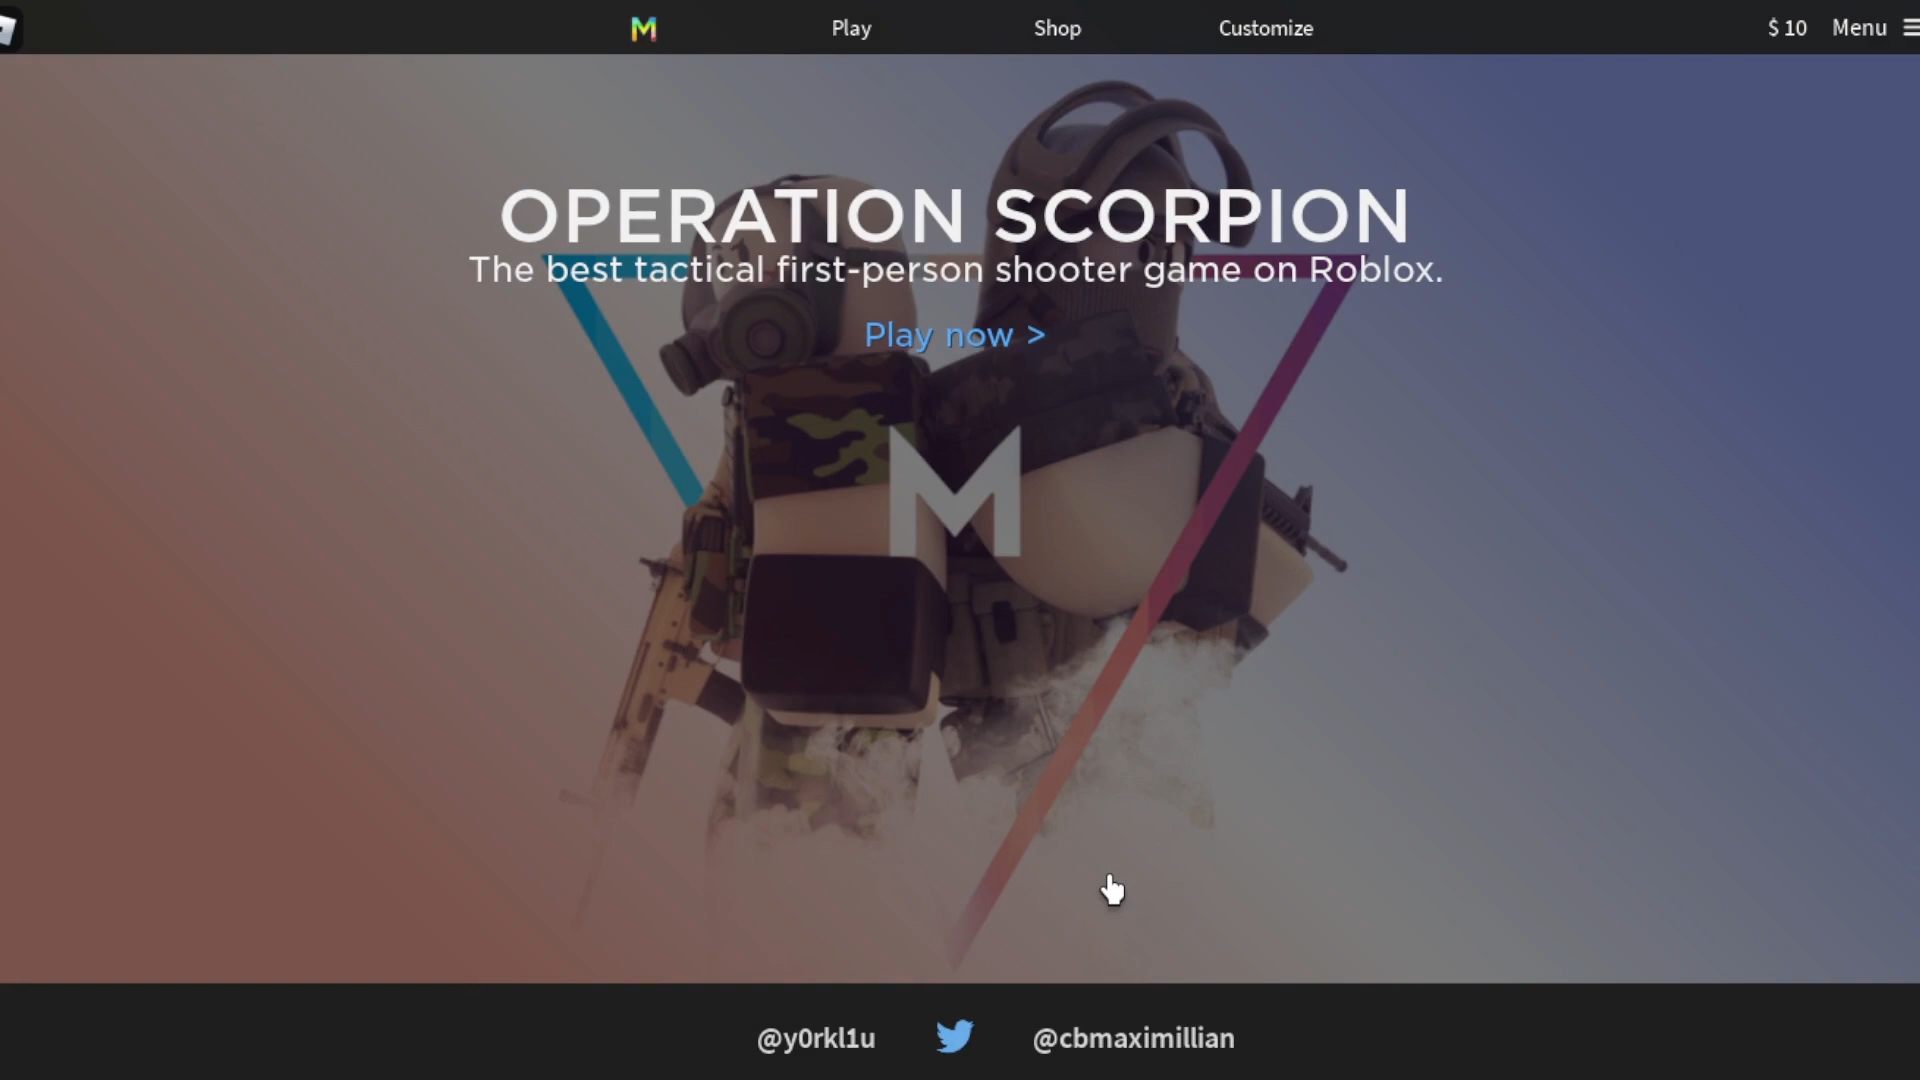 M Play Shop Customize $ 10 Menu
OPERATION SCORPION
The best tactical first-person shooter game on Roblox.
Play now >
M
@y0rkl1u @cbmaximillian